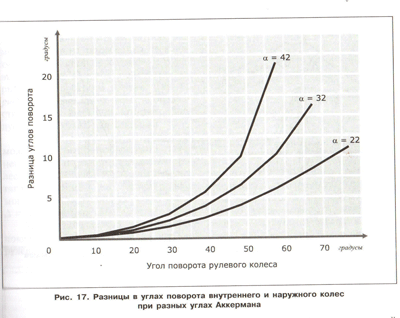 градусы
20
15
10
5
Разница углов поворота
α = 42
α = 32
α = 22
0 10 20 30 40 50 60 70 градусы
Угол поворота рулевого колеса
Рис. 17. Разницы в углах поворота внутреннего и наружного колес
при разных углах Аккермана